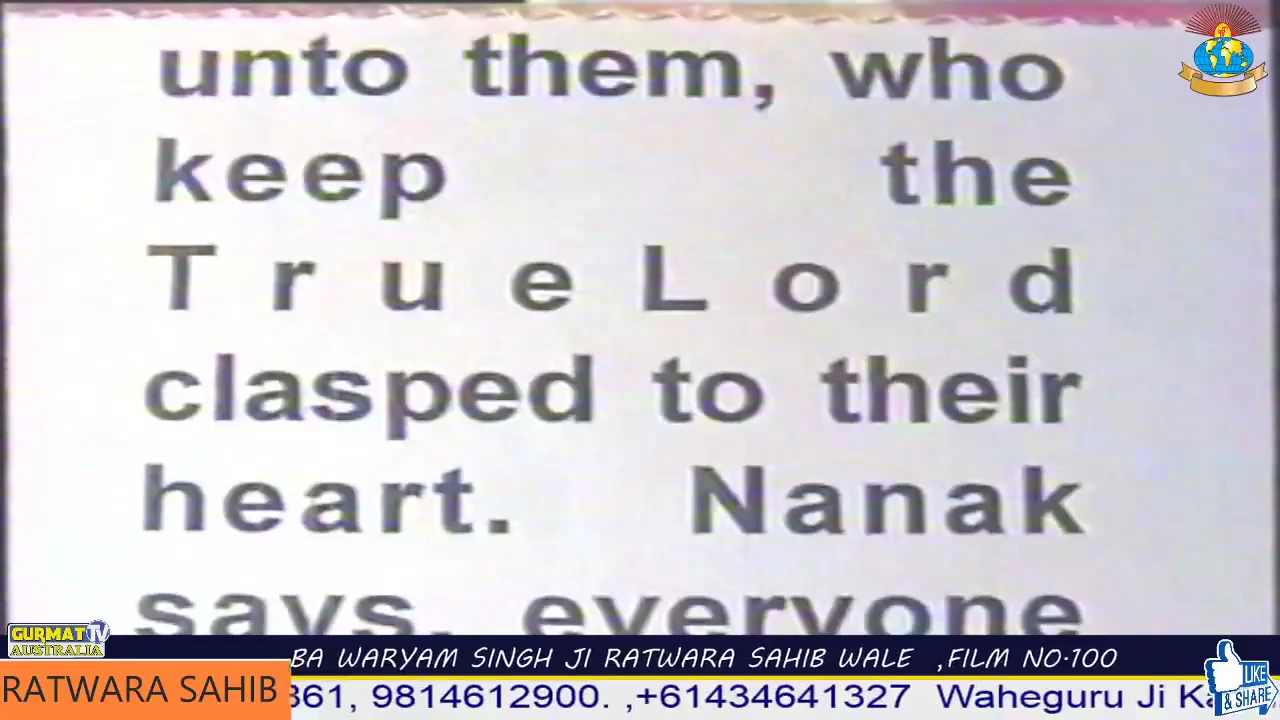 unto them, who
keep the
True Lord
clasped to their
heart. Nanak
says, everyone
GURMAT TV
AUSTRALIA
BA WARYAM SINGH JI RATWARA SAHIB WALE ,FILM NO.100
RATWARA SAHIB
861, 9814612900. ,+61434641327 Waheguru Ji Ka
LIKE
& SHARE